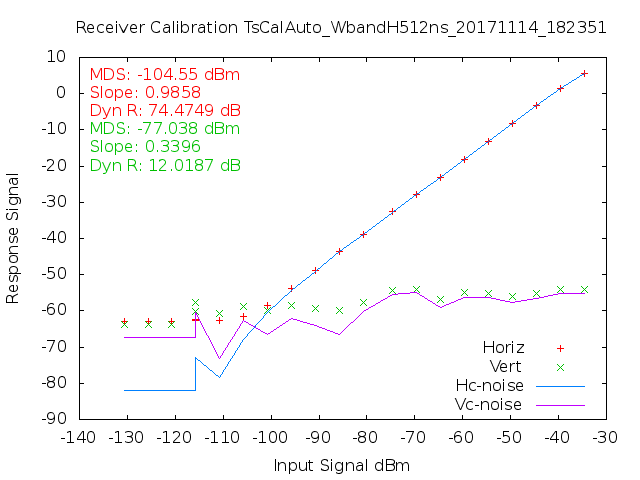 Receiver Calibration TsCalAuto_WbandH512ns_20171114_182351
10
0
-10
-20
-30
-40
-50
-60
-70
-80
-90
Response Signal
MDS: -104.55 dBm
Slope: 0.9858
Dyn R: 74.4749 dB
MDS: -77.038 dBm
Slope: 0.3396
Dyn R: 12.0187 dB
Horiz
Vert
Hc-noise
Vc-noise
-140 -130 -120 -110 -100 -90 -80 -70 -60 -50 -40 -30
Input Signal dBm